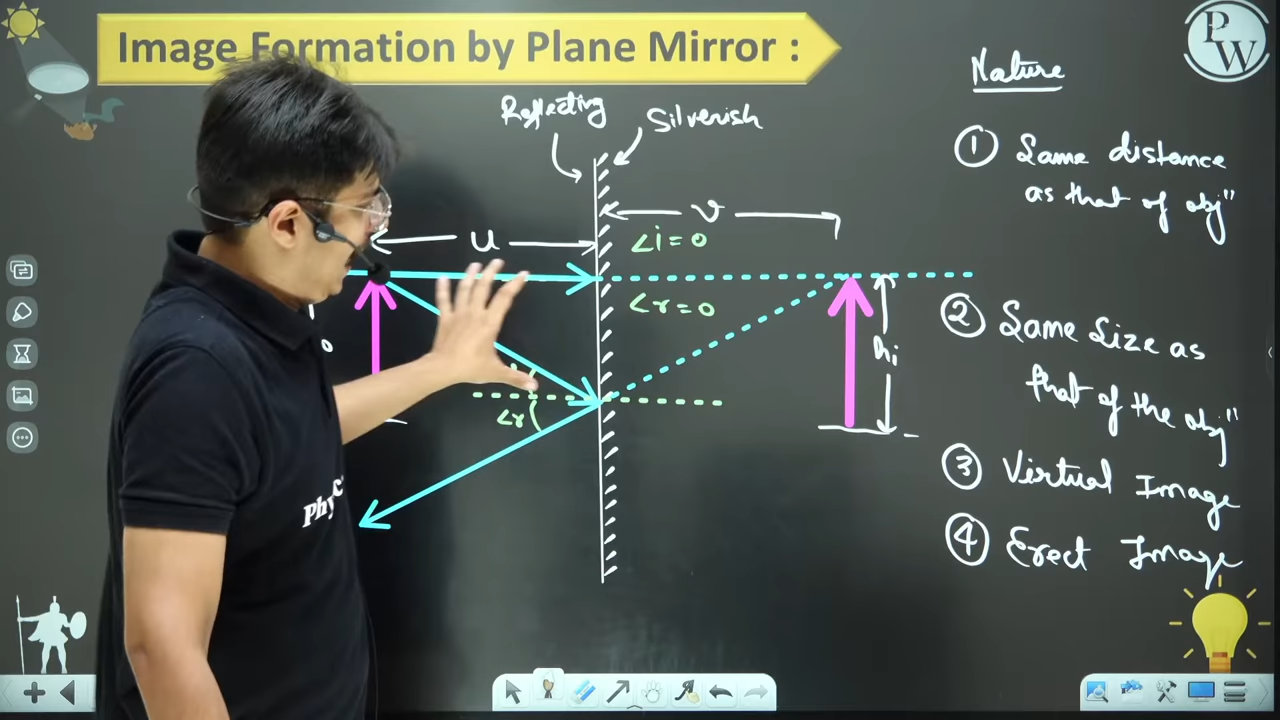 Image Formation by Plane Mirror :
PW
Nature
Reflecting
Silverish
① Same distance
as that of obj"
u
v
∠i = 0
∠r = 0
② Same Size as
that of the obj"
hi
o
∠r
③ Virtual Image
④ Erect Image